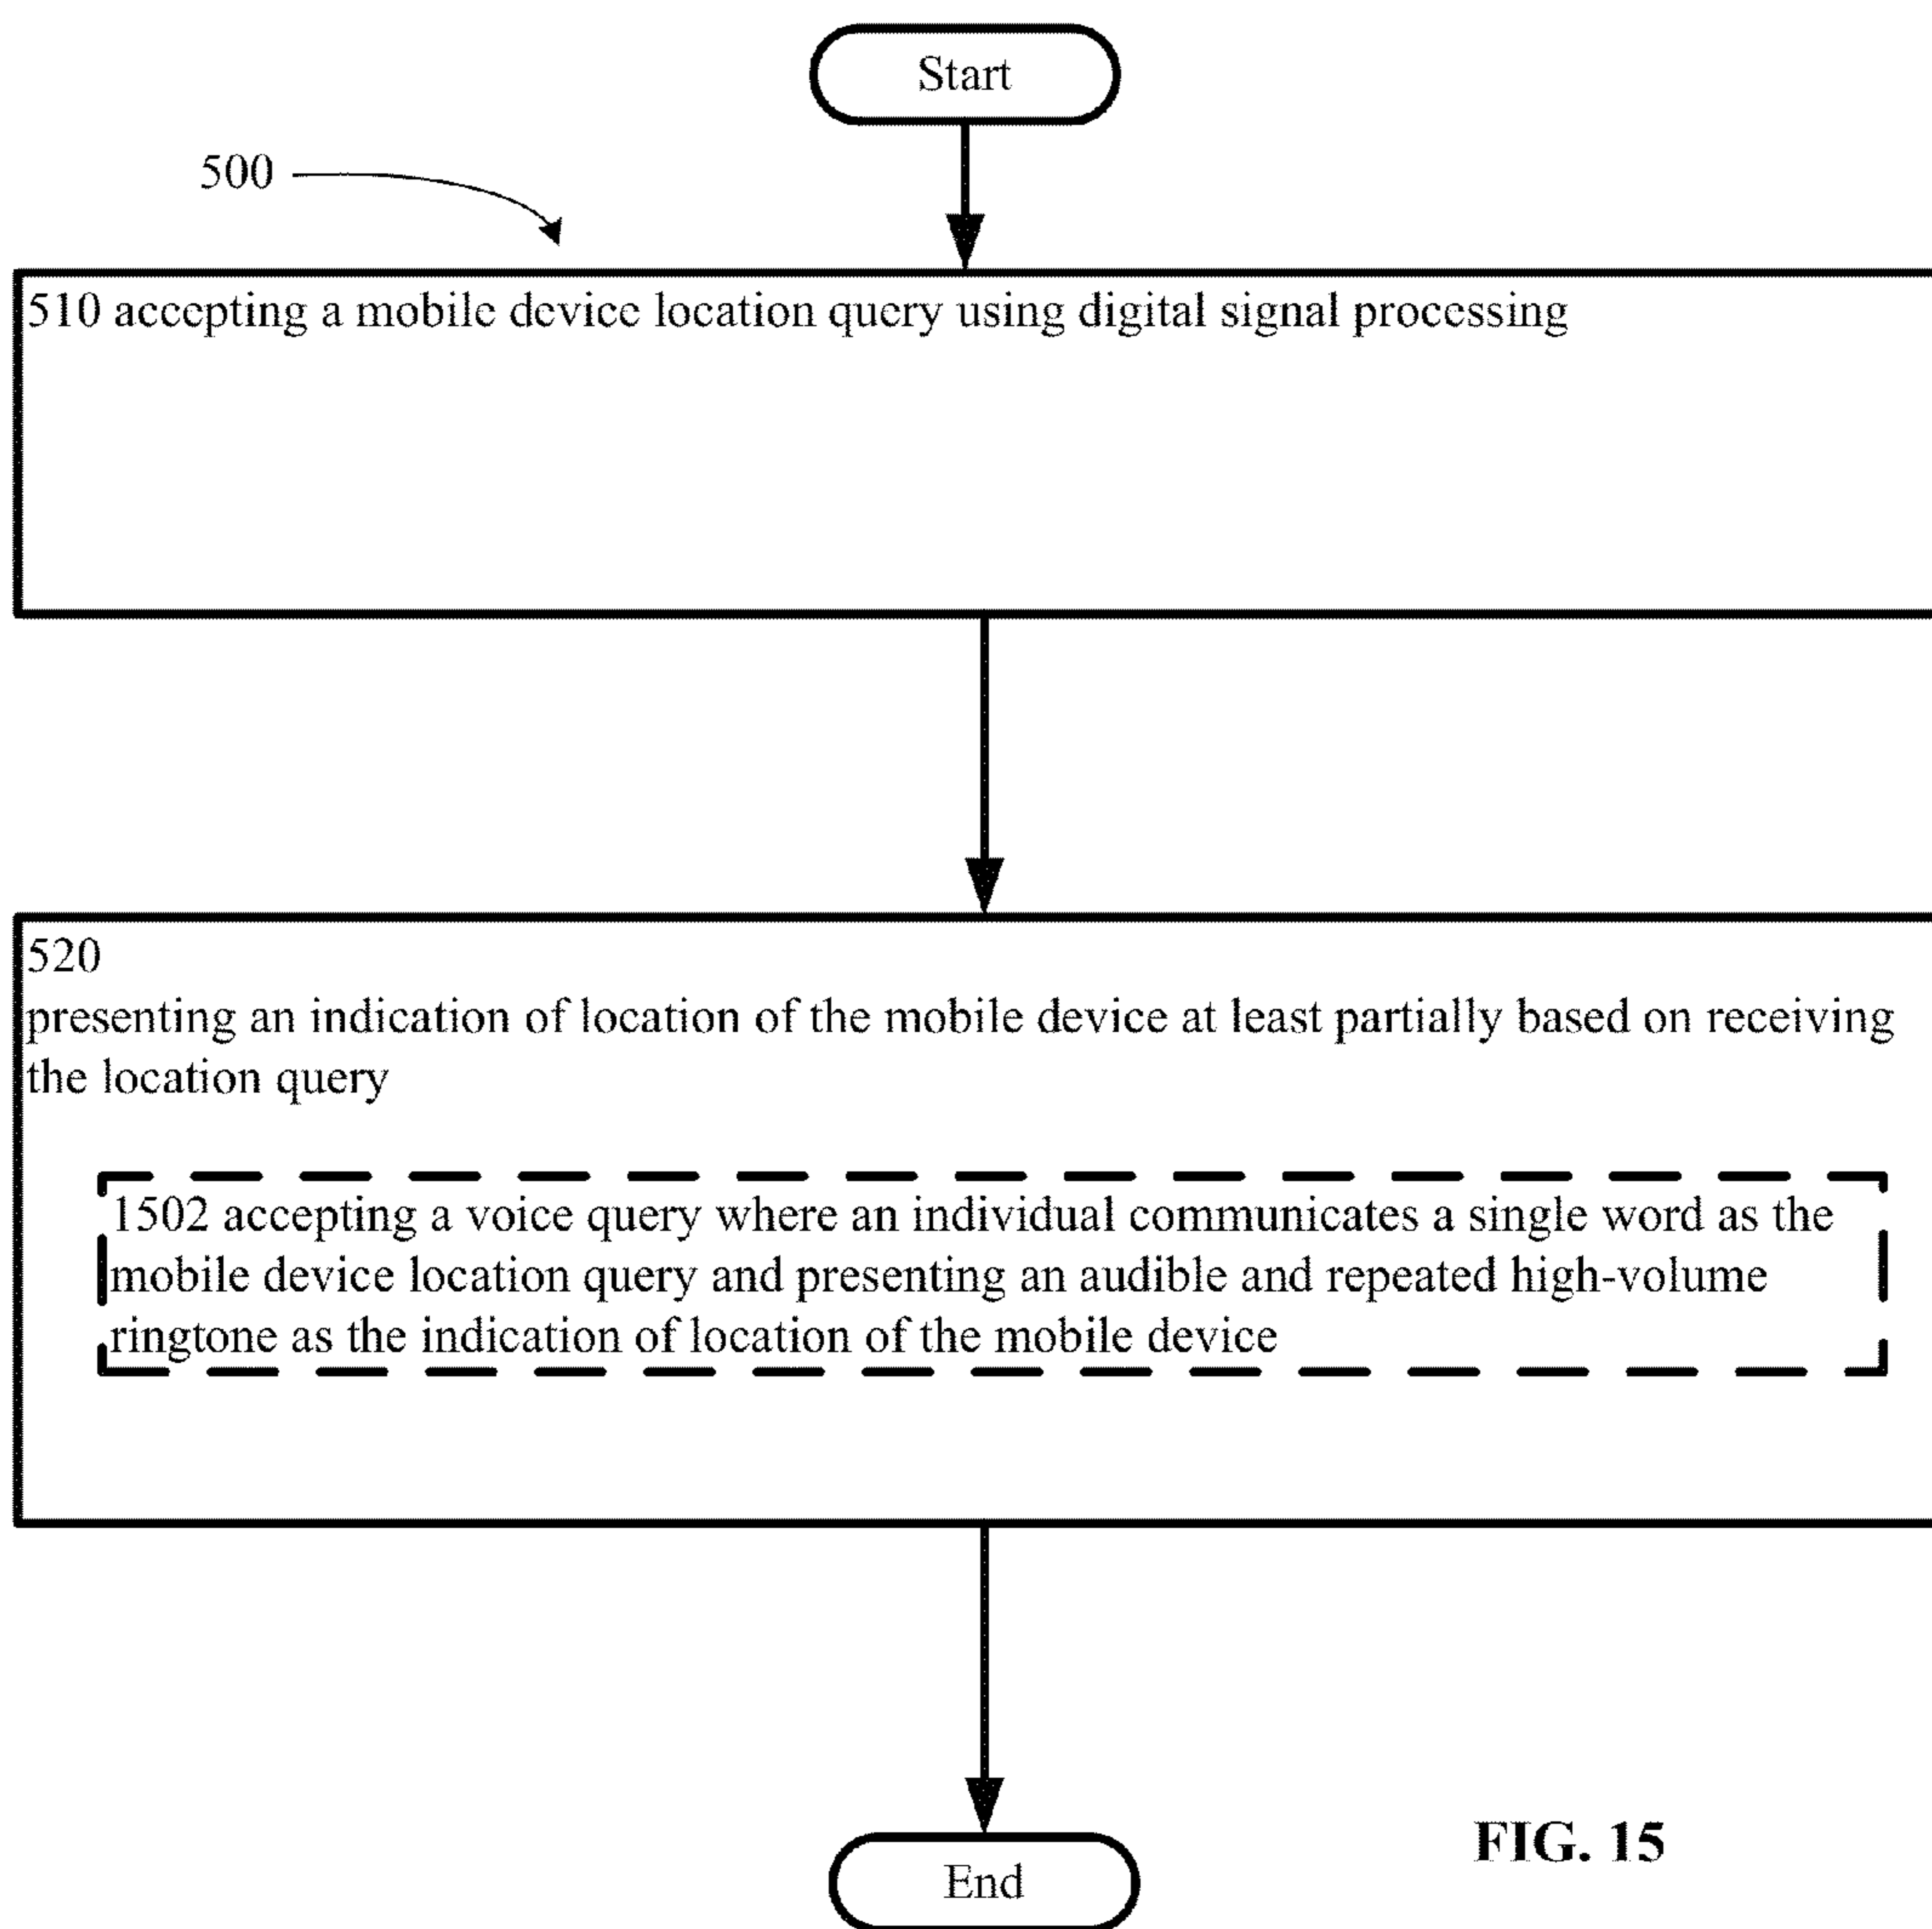 Start
500
510 accepting a mobile device location query using digital signal processing
520
presenting an indication of location of the mobile device at least partially based on receiving
the location query
1502 accepting a voice query where an individual communicates a single word as the
mobile device location query and presenting an audible and repeated high-volume
ringtone as the indication of location of the mobile device
End
FIG. 15